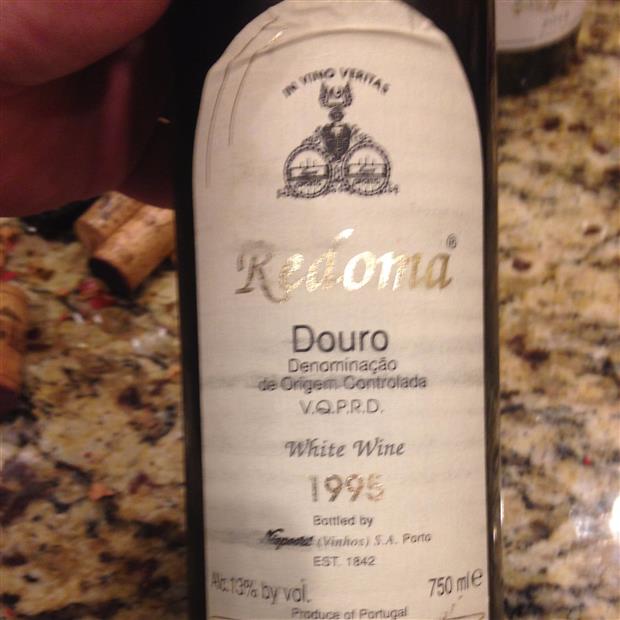 IN VINO VERITAS
Redoma®
Douro
Denominação
de Origem Controlada
V.Q.P.R.D.
White Wine
1995
Bottled by
Niepoort (Vinhos) S.A. Porto
EST. 1842
Alc. 13% by vol. 750 ml e
Produce of Portugal